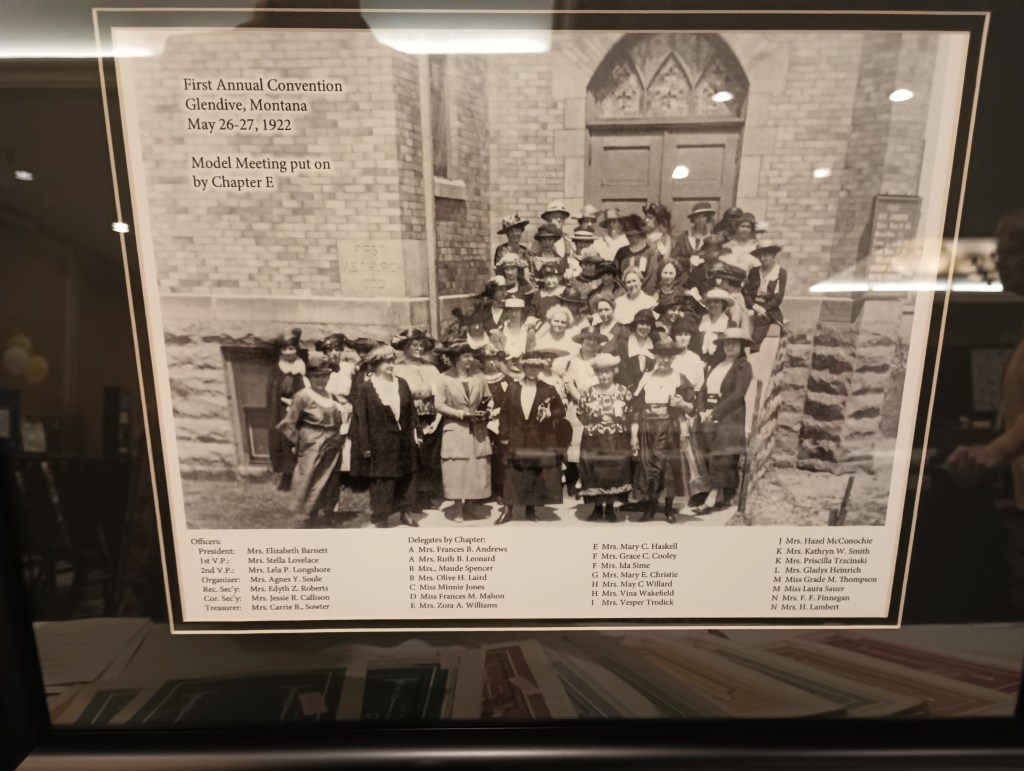 First Annual Convention
Glendive, Montana
May 26-27, 1922
Model Meeting put on
by Chapter E
FIRST
Officers:
President: Mrs. Elizabeth Barnett
1st V.P.: Mrs. Stella Lovelace
2nd V.P.: Mrs. Lela P. Longshore
Organizer: Mrs. Agnes Y. Soule
Rec. Sec'y: Mrs. Edyth Z. Roberts
Cor. Sec'y: Mrs. Jessie R. Callison
Treasurer: Mrs. Carrie B., Sowter
Delegates by Chapter:
A Mrs. Frances B. Andrews
A Mrs. Ruth B. Leonard
B Mrs., Maude Spencer
B Mrs. Olive H. Laird
C Miss Minnie Jones
D Miss Frances M. Mahon
E Mrs. Zora A. Williams
E Mrs. Mary C. Haskell
F Mrs. Grace C. Cooley
F Mrs. Ida Sime
G Mrs. Mary E. Christie
H Mrs. May C Willard
H Mrs. Vina Wakefield
I Mrs. Vesper Trodick
J Mrs. Hazel McConochie
K Mrs. Kathryn W. Smith
K Mrs. Priscilla Tracinski
L Mrs. Gladys Heinrich
M Miss Grade M. Thompson
M Miss Laura Sauer
N Mrs. F. F. Finnegan
N Mrs. H. Lambert